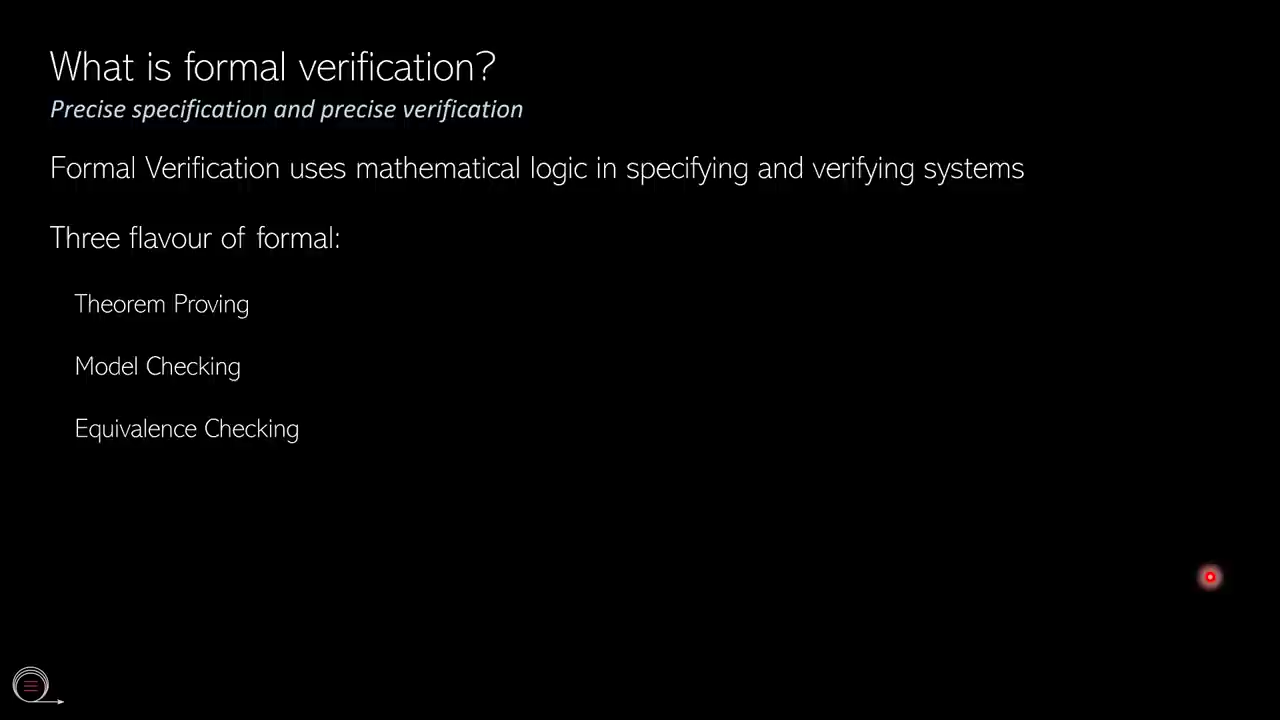 What is formal verification?
Precise specification and precise verification
Formal Verification uses mathematical logic in specifying and verifying systems
Three flavour of formal:
Theorem Proving
Model Checking
Equivalence Checking